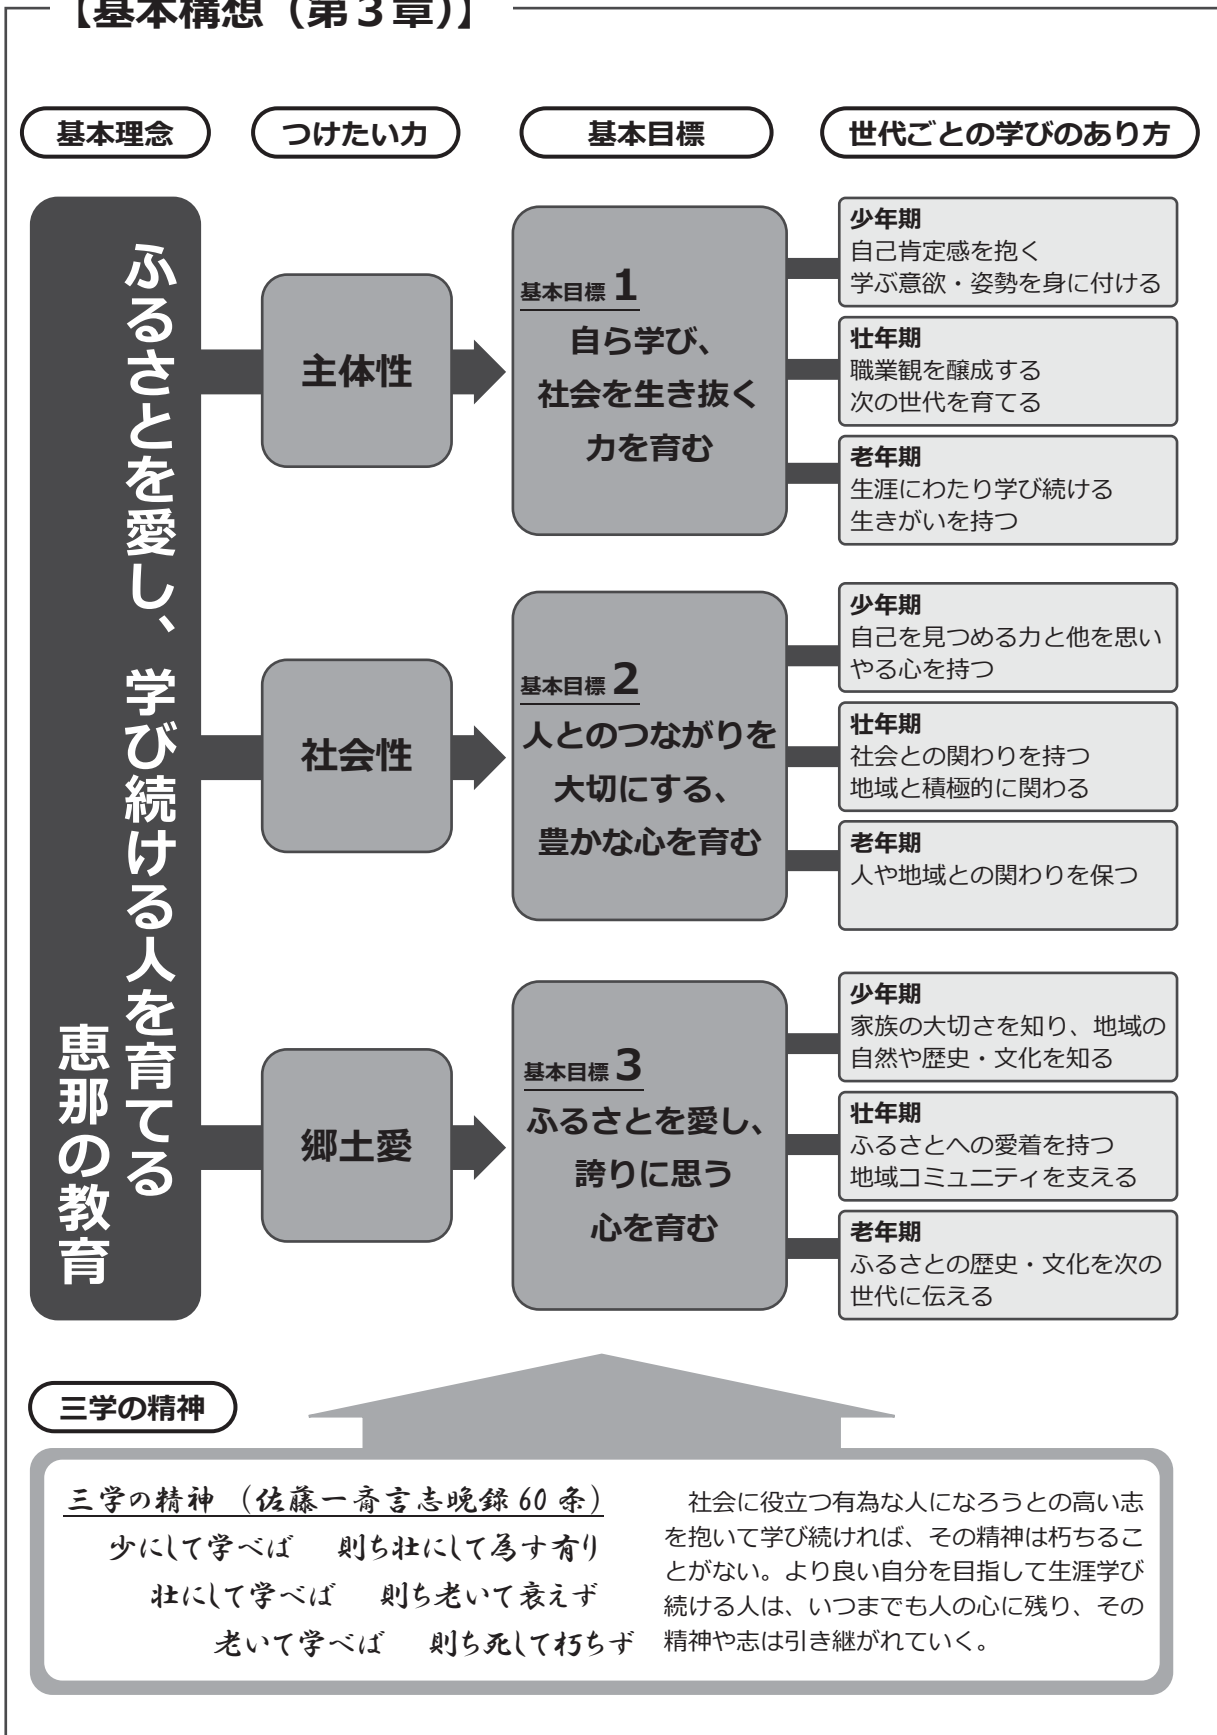 【基本構想（第３章）】
基本理念
つけたい力
基本目標
世代ごとの学びのあり方
ふるさとを愛し、学び続ける人を育てる
恵那の教育
主体性
基本目標 1
自ら学び、
社会を生き抜く
力を育む
少年期
自己肯定感を抱く
学ぶ意欲・姿勢を身に付ける
壮年期
職業観を醸成する
次の世代を育てる
老年期
生涯にわたり学び続ける
生きがいを持つ
社会性
基本目標 2
人とのつながりを
大切にする、
豊かな心を育む
少年期
自己を見つめる力と他を思い
やる心を持つ
壮年期
社会との関わりを持つ
地域と積極的に関わる
老年期
人や地域との関わりを保つ
郷土愛
基本目標 3
ふるさとを愛し、
誇りに思う
心を育む
少年期
家族の大切さを知り、地域の
自然や歴史・文化を知る
壮年期
ふるさとへの愛着を持つ
地域コミュニティを支える
老年期
ふるさとの歴史・文化を次の
世代に伝える
三学の精神
三学の精神 （佐藤一斎言志晩録 60 条）
少にして学べば　則ち壮にして為す有り
壮にして学べば　則ち老いて衰えず
老いて学べば　則ち死して朽ちず
社会に役立つ有為な人になろうとの高い志
を抱いて学び続ければ、その精神は朽ちるこ
とがない。より良い自分を目指して生涯学び
続ける人は、いつまでも人の心に残り、その
精神や志は引き継がれていく。